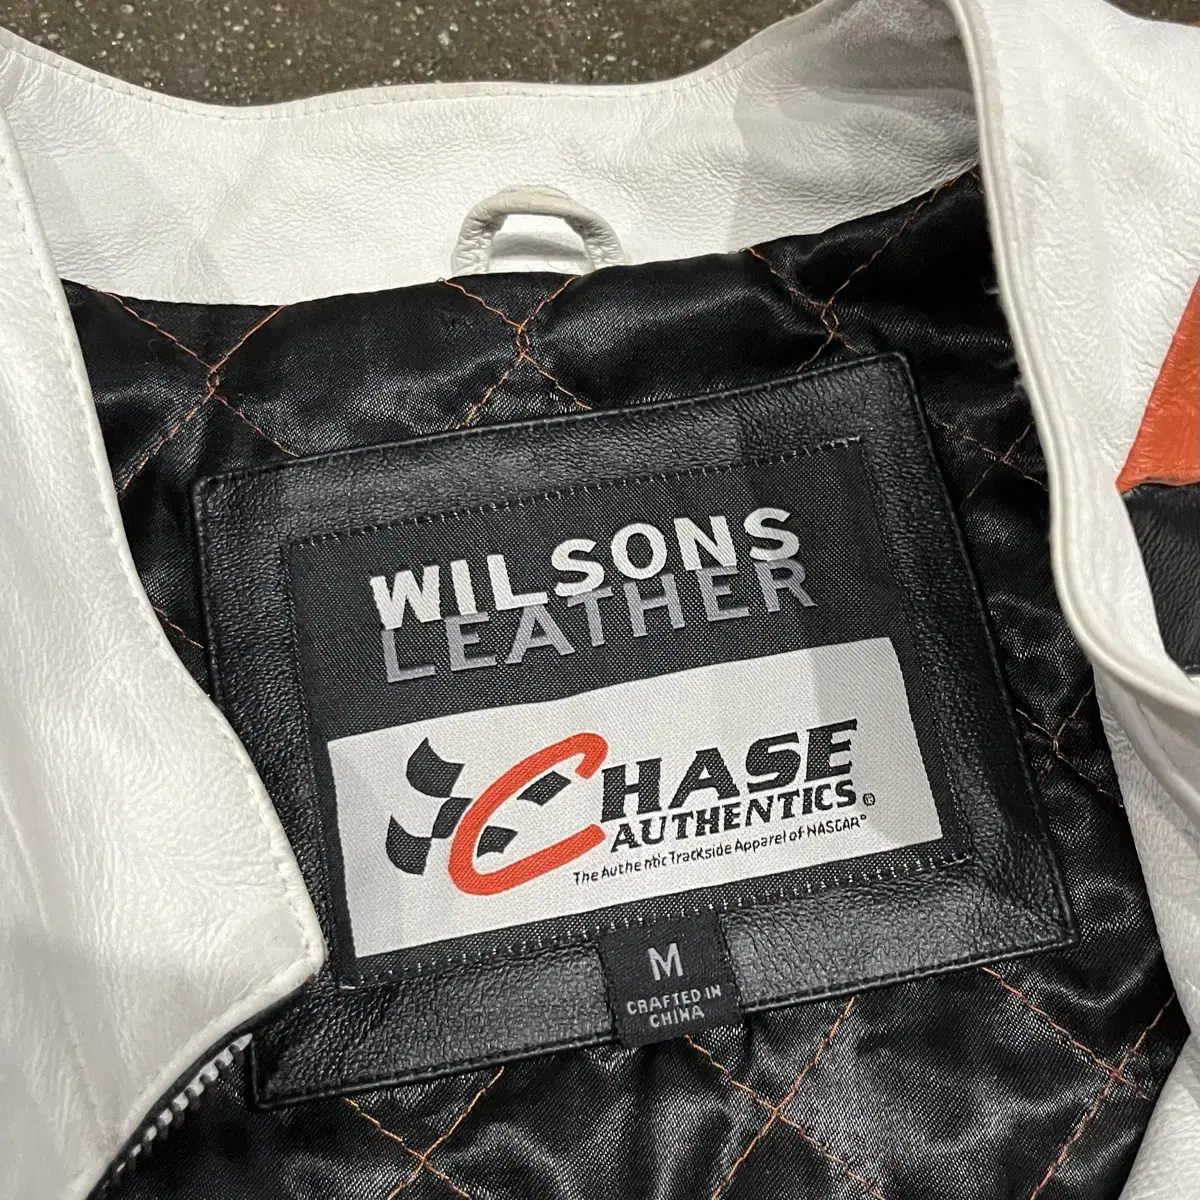 WILSONS
LEATHER
CHASE
AUTHENTICS®
The Authentic Trackside Apparel of NASCAR®
M
CRAFTED IN
CHINA